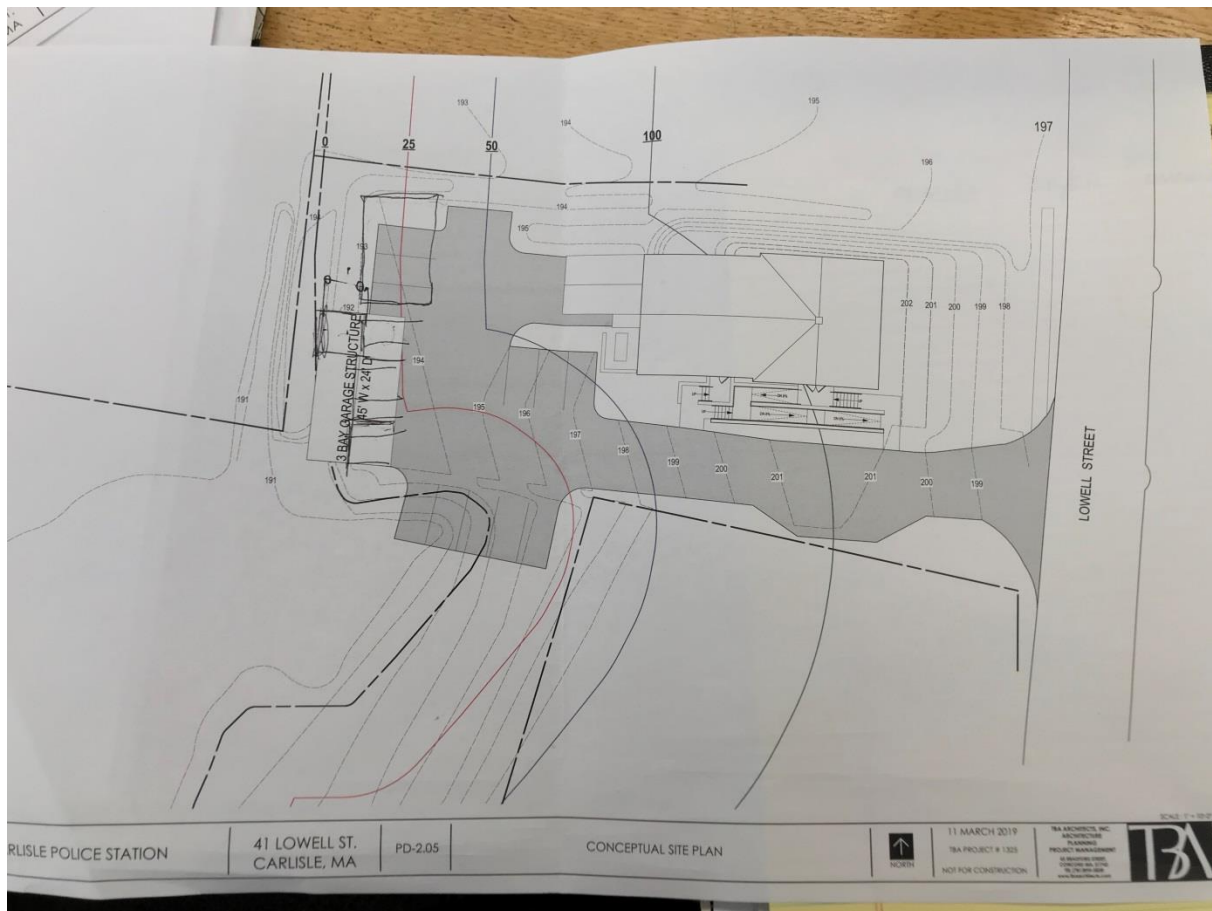 MA
0
25
50
100
193
194
195
197
196
194
194
195
193
192
194
3 BAY GARAGE STRUCTURE
45' W x 24' D
202
201
200
199
198
191
191
195
196
197
198
199
200
201
201
200
199
UP
UP
LOWELL STREET
RLISLE POLICE STATION
41 LOWELL ST.
CARLISLE, MA
PD-2.05
CONCEPTUAL SITE PLAN
NORTH
11 MARCH 2019
TBA PROJECT # 1325
NOT FOR CONSTRUCTION
TBA ARCHITECTS, INC.
ARCHITECTURE
PLANNING
PROJECT MANAGEMENT
TBA